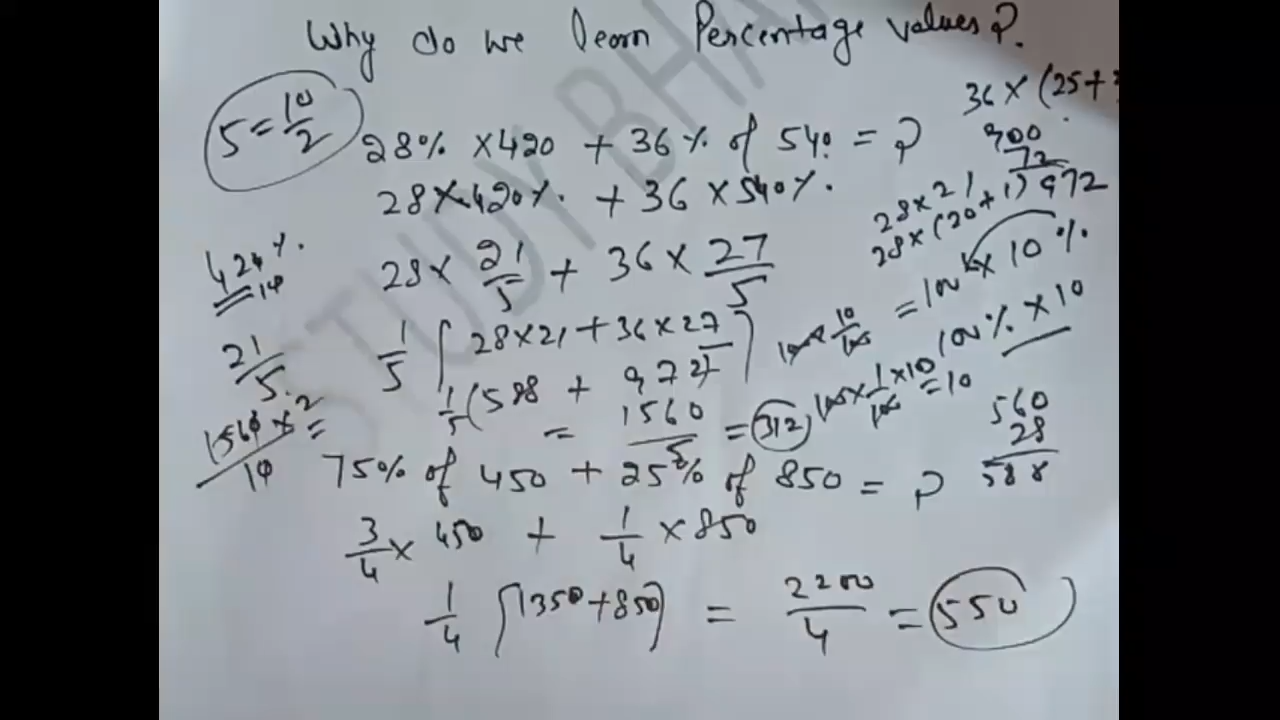 Why do we learn Percentage values?
5 = 10/2
36 × (25+
28% × 420 + 36% of 540 = ?
900
72
972
28 × 420% + 36 × 540%
28 × 21
28 × (20+1)
28 × 21/5 + 36 × 27/5
= 100 × 10%
100% × 10
21/5
1/5 [28×21 + 36×27]
100 × 10/100
1/5 (588 + 972
100 × 1/100 × 10 = 10
= 1560/5 = 312
1560 × 2/10 =
560
28
588
75% of 450 + 25% of 850 = ?
3/4 × 450 + 1/4 × 850
1/4 [1350+850] = 2200/4 = 550
STUDY